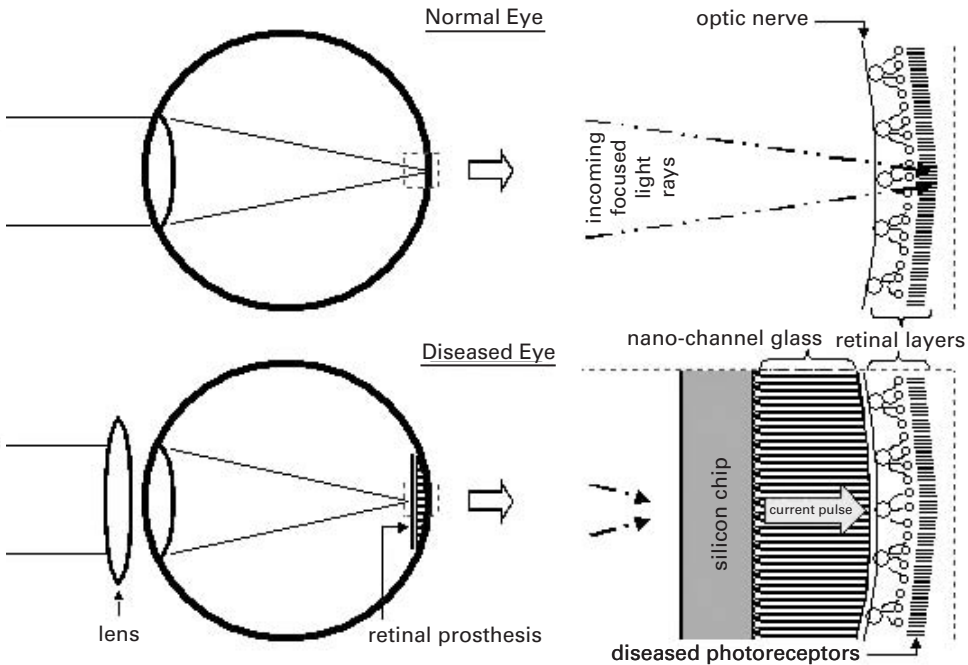 Normal Eye
optic nerve
incoming
focused
light
rays
Diseased Eye
nano-channel glass
retinal layers
silicon chip
current pulse
lens
retinal prosthesis
diseased photoreceptors